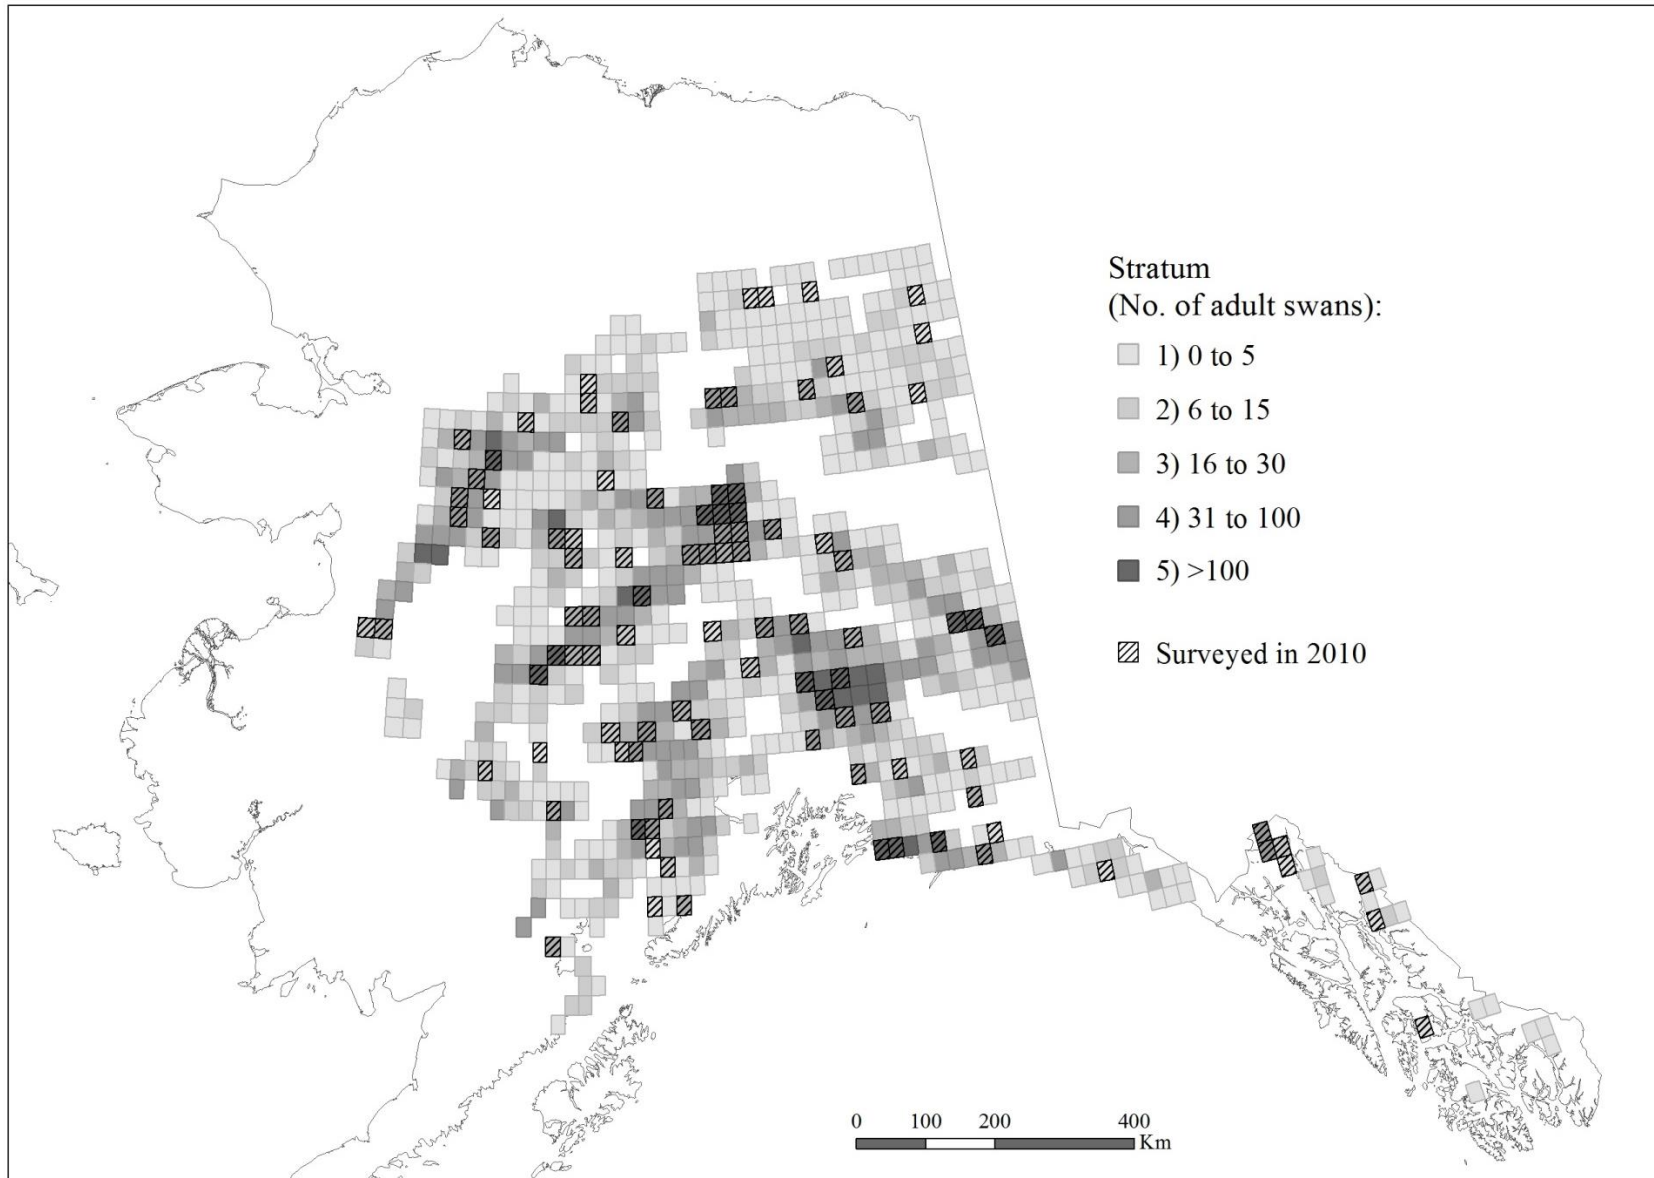 Stratum
(No. of adult swans):
1) 0 to 5
2) 6 to 15
3) 16 to 30
4) 31 to 100
5) >100
Surveyed in 2010
0 100 200 400
Km